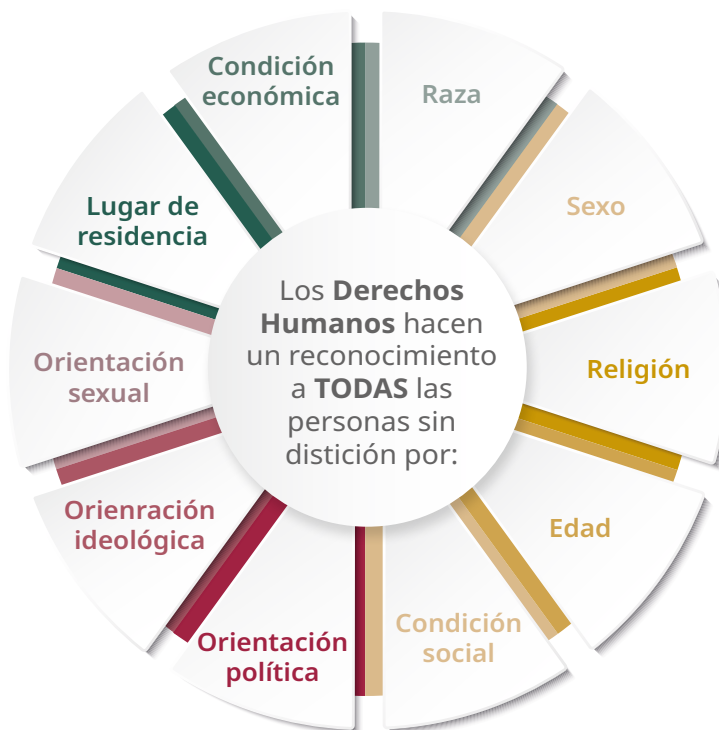 Los Derechos
Humanos hacen
un reconocimiento
a TODAS las
personas sin
distición por:
Raza
Sexo
Religión
Edad
Condición
social
Orientación
política
Orienración
ideológica
Orientación
sexual
Lugar de
residencia
Condición
económica